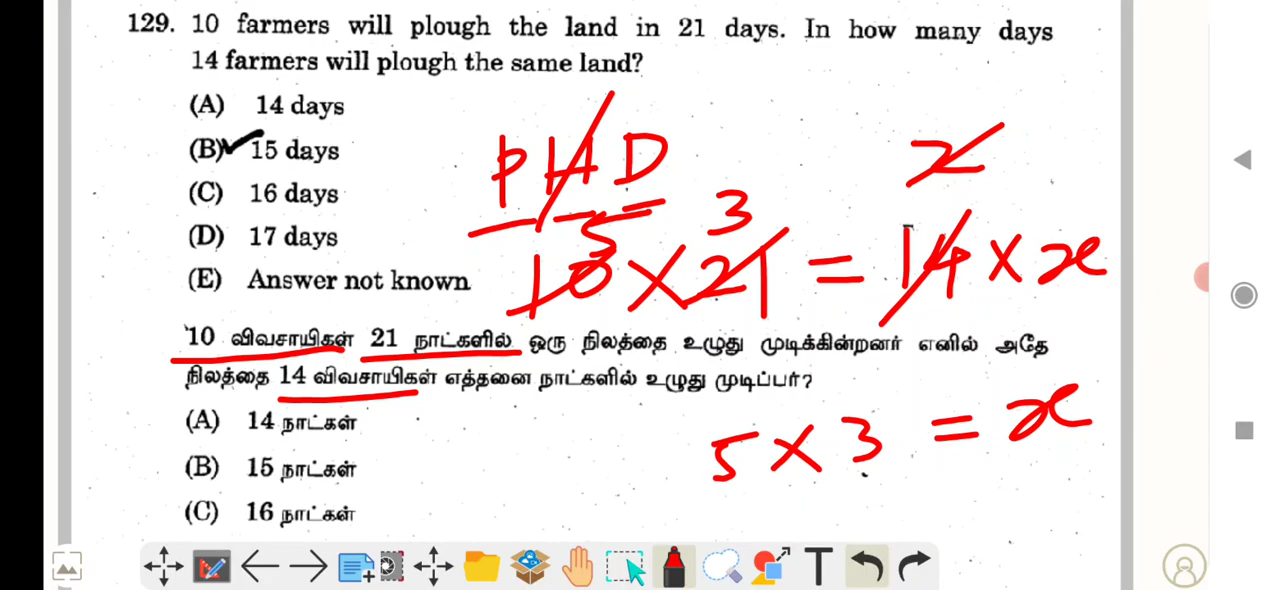 129. 10 farmers will plough the land in 21 days. In how many days
14 farmers will plough the same land?
(A) 14 days
(B) 15 days
(C) 16 days
(D) 17 days
(E) Answer not known
P H D
5 3 2
10 × 21 = 14 × x
10 விவசாயிகள் 21 நாட்களில் ஒரு நிலத்தை உழுது முடிக்கின்றனர் எனில் அதே
நிலத்தை 14 விவசாயிகள் எத்தனை நாட்களில் உழுது முடிப்பர்?
5 × 3 = x
(A) 14 நாட்கள்
(B) 15 நாட்கள்
(C) 16 நாட்கள்
T